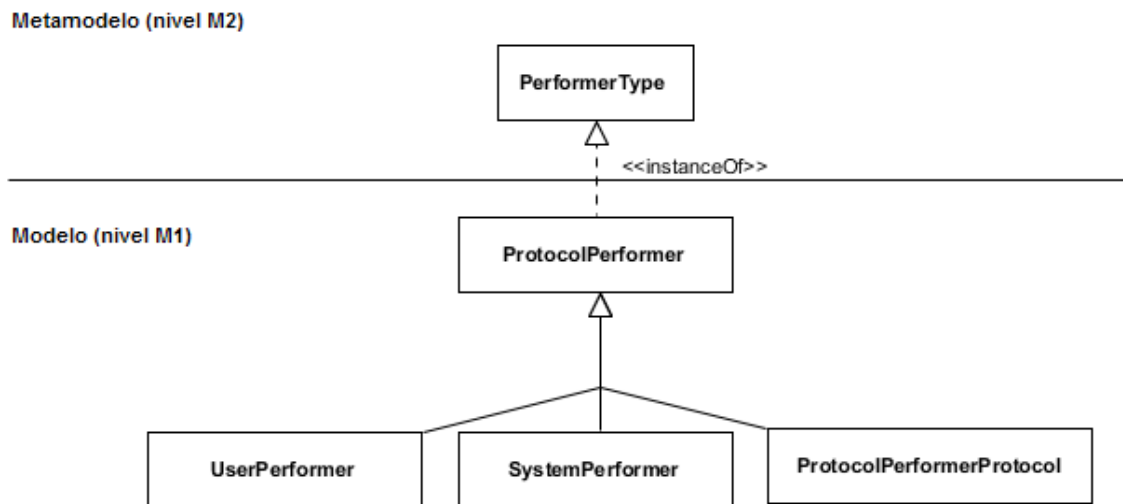 Metamodelo (nivel M2)
PerformerType
<<instanceOf>>
Modelo (nivel M1)
ProtocolPerformer
UserPerformer
SystemPerformer
ProtocolPerformerProtocol